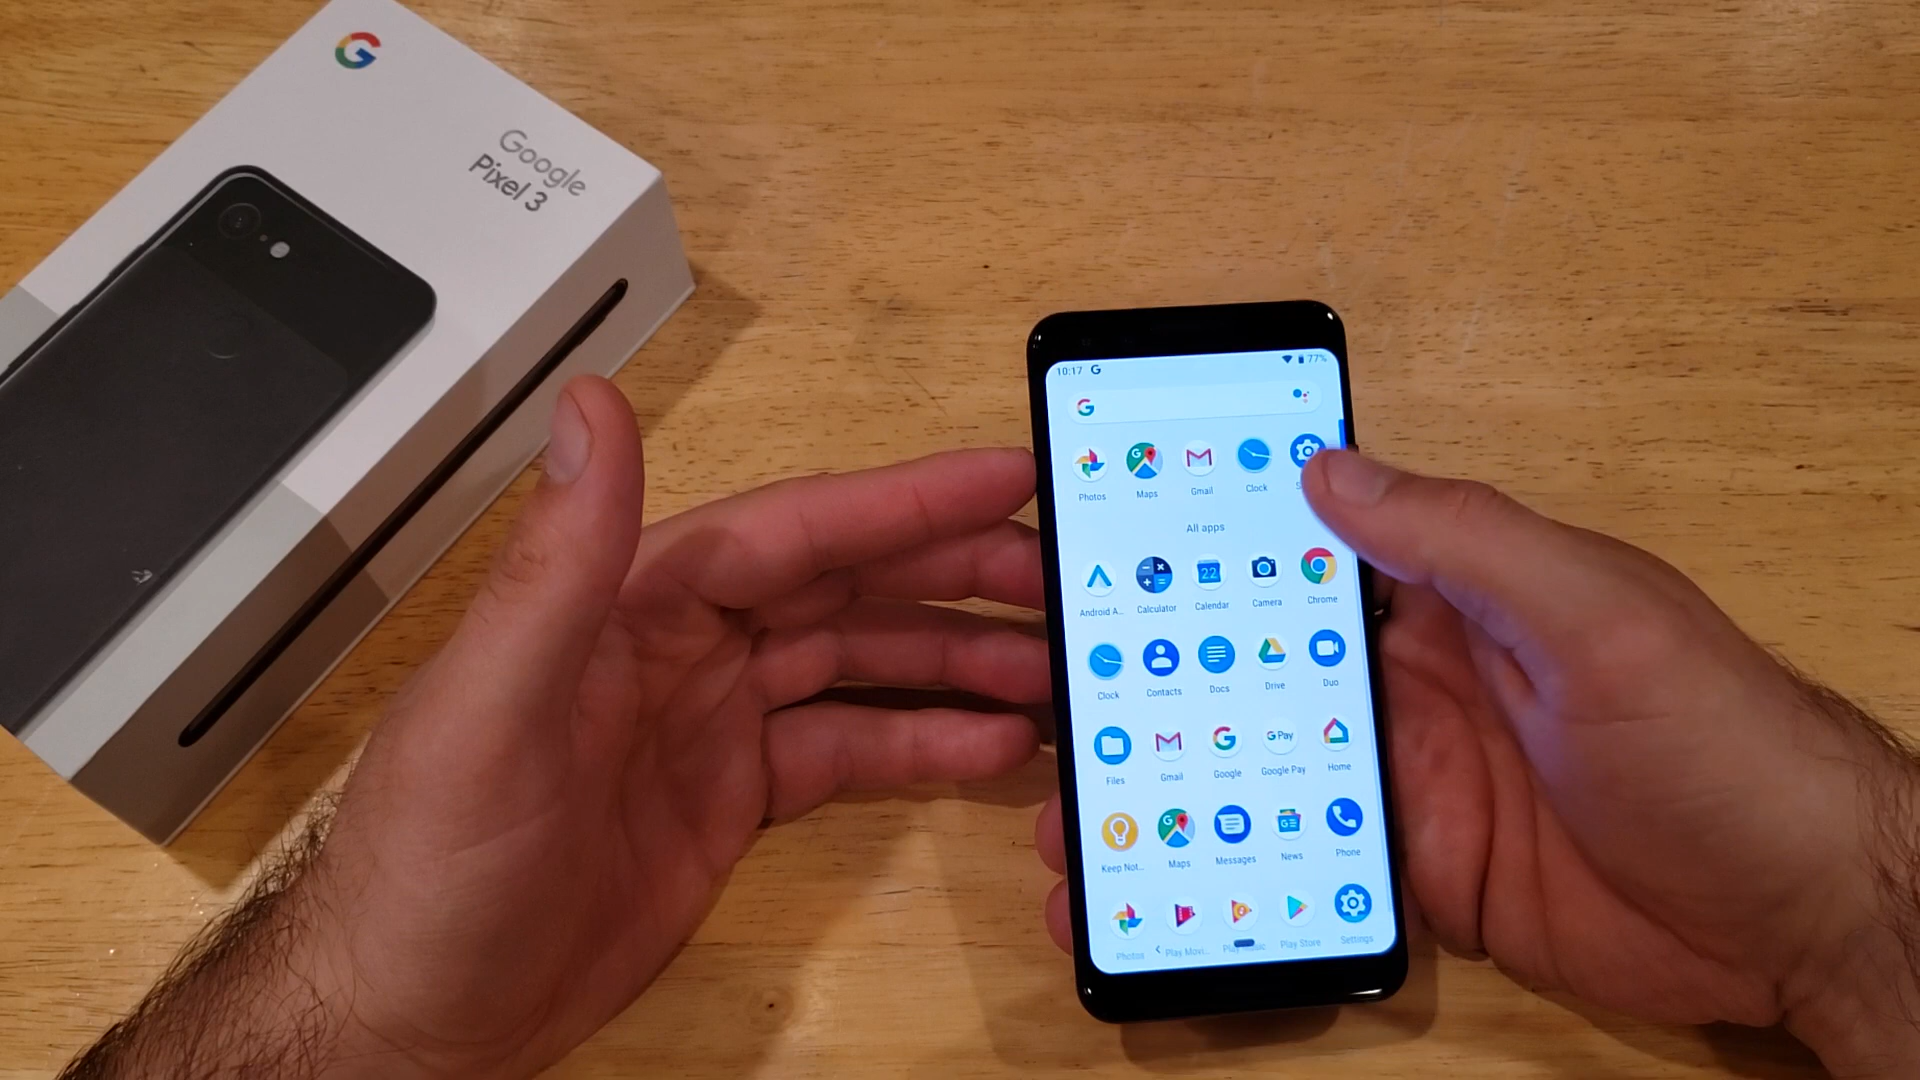 Google
Pixel 3
10:17 G 77%
Photos Maps Gmail Clock
All apps
Android A... Calculator Calendar Camera Chrome
22
Clock Contacts Docs Drive Duo
G Pay
Files Gmail Google Google Pay Home
Keep Not... Maps Messages News Phone
Photos Play Movi... Play Store Settings